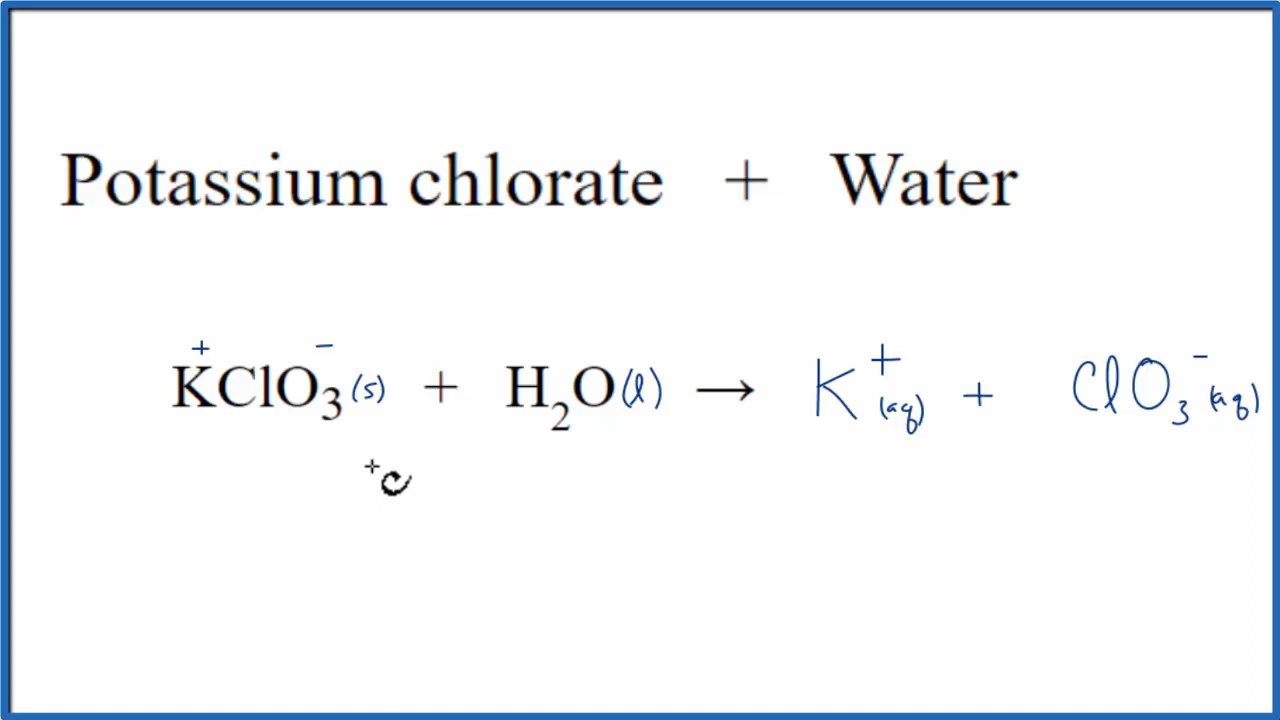 Potassium chlorate + Water
+ -
KClO₃ (s) + H₂O (l) → K⁺ (aq) + ClO₃⁻ (aq)